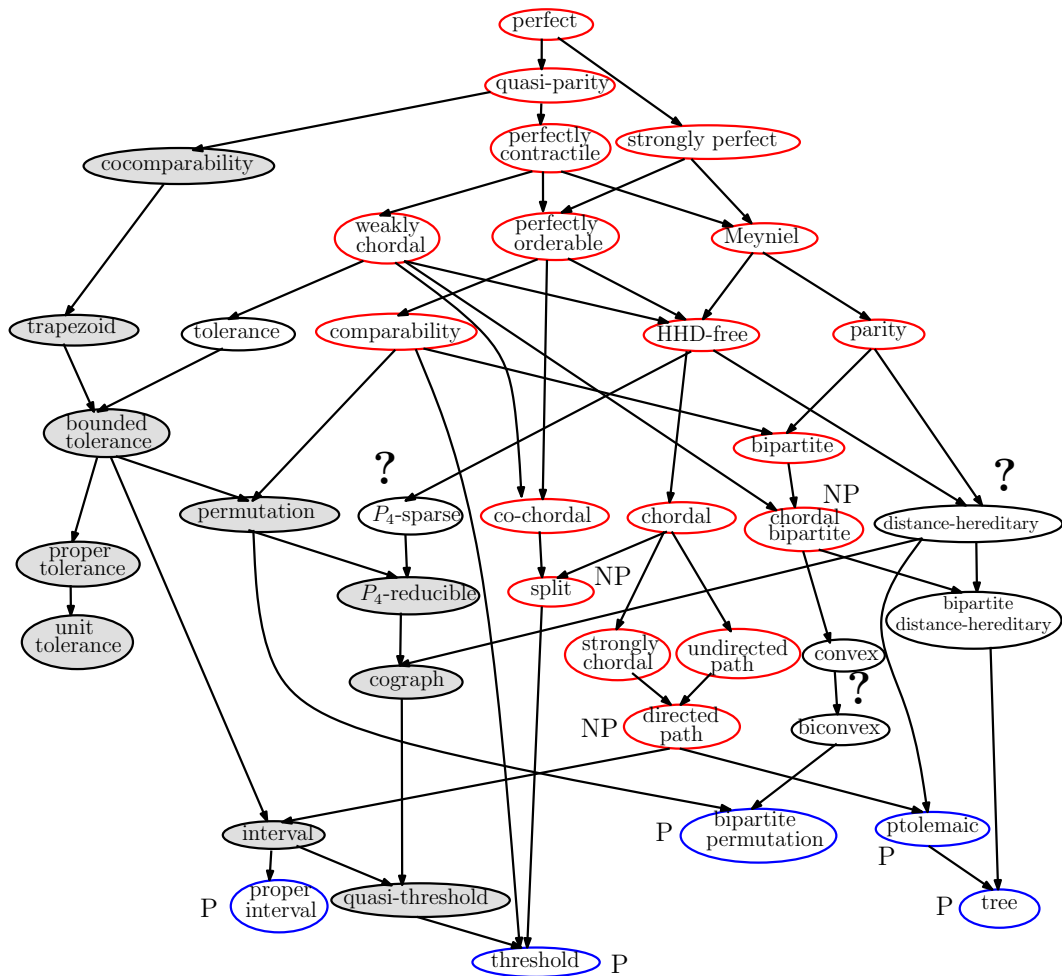 perfect
quasi-parity
perfectly
contractile
strongly perfect
cocomparability
weakly
chordal
perfectly
orderable
Meyniel
trapezoid
tolerance
comparability
HHD-free
parity
bounded
tolerance
bipartite
?
?
NP
permutation
P₄-sparse
co-chordal
chordal
chordal
bipartite
distance-hereditary
proper
tolerance
P₄-reducible
split
NP
bipartite
distance-hereditary
unit
tolerance
strongly
chordal
undirected
path
convex
cograph
?
NP
directed
path
biconvex
interval
P
bipartite
permutation
ptolemaic
P
P
proper
interval
quasi-threshold
P
tree
threshold
P